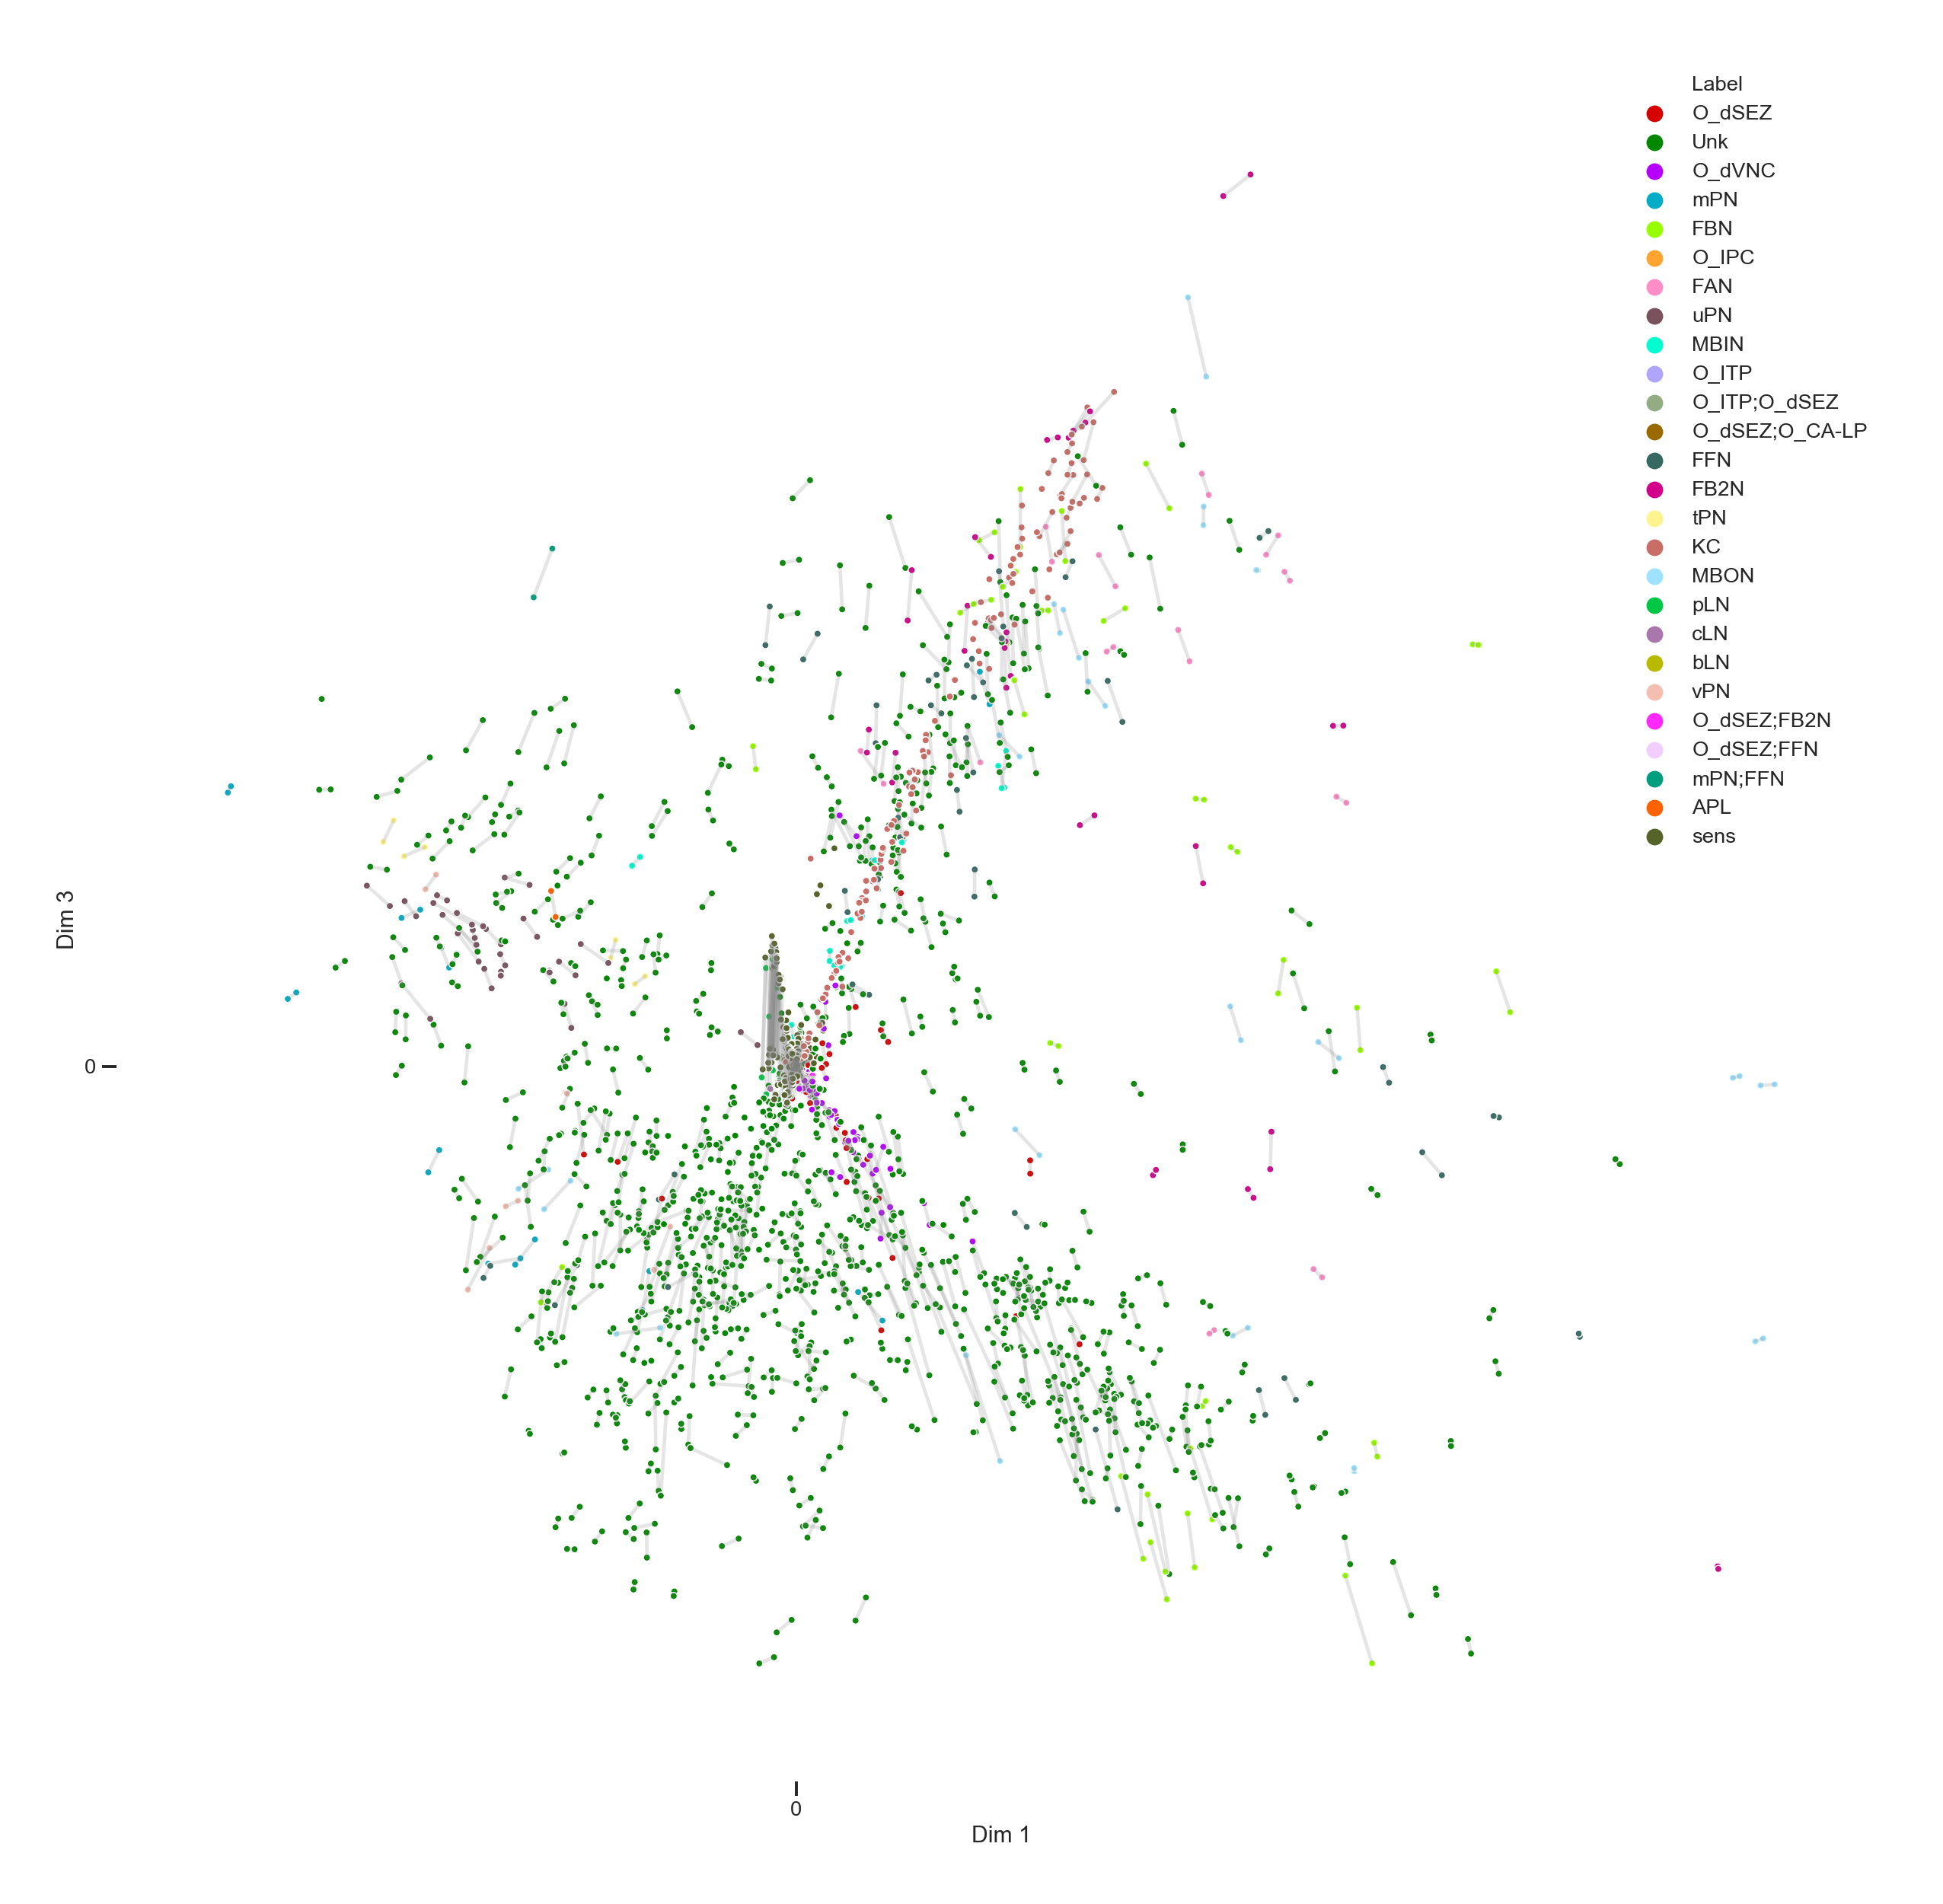 Label
O_dSEZ
Unk
O_dVNC
mPN
FBN
O_IPC
FAN
uPN
MBIN
O_ITP
O_ITP;O_dSEZ
O_dSEZ;O_CA-LP
FFN
FB2N
tPN
KC
MBON
pLN
cLN
bLN
vPN
O_dSEZ;FB2N
O_dSEZ;FFN
mPN;FFN
APL
sens
Dim 3
0
0
Dim 1